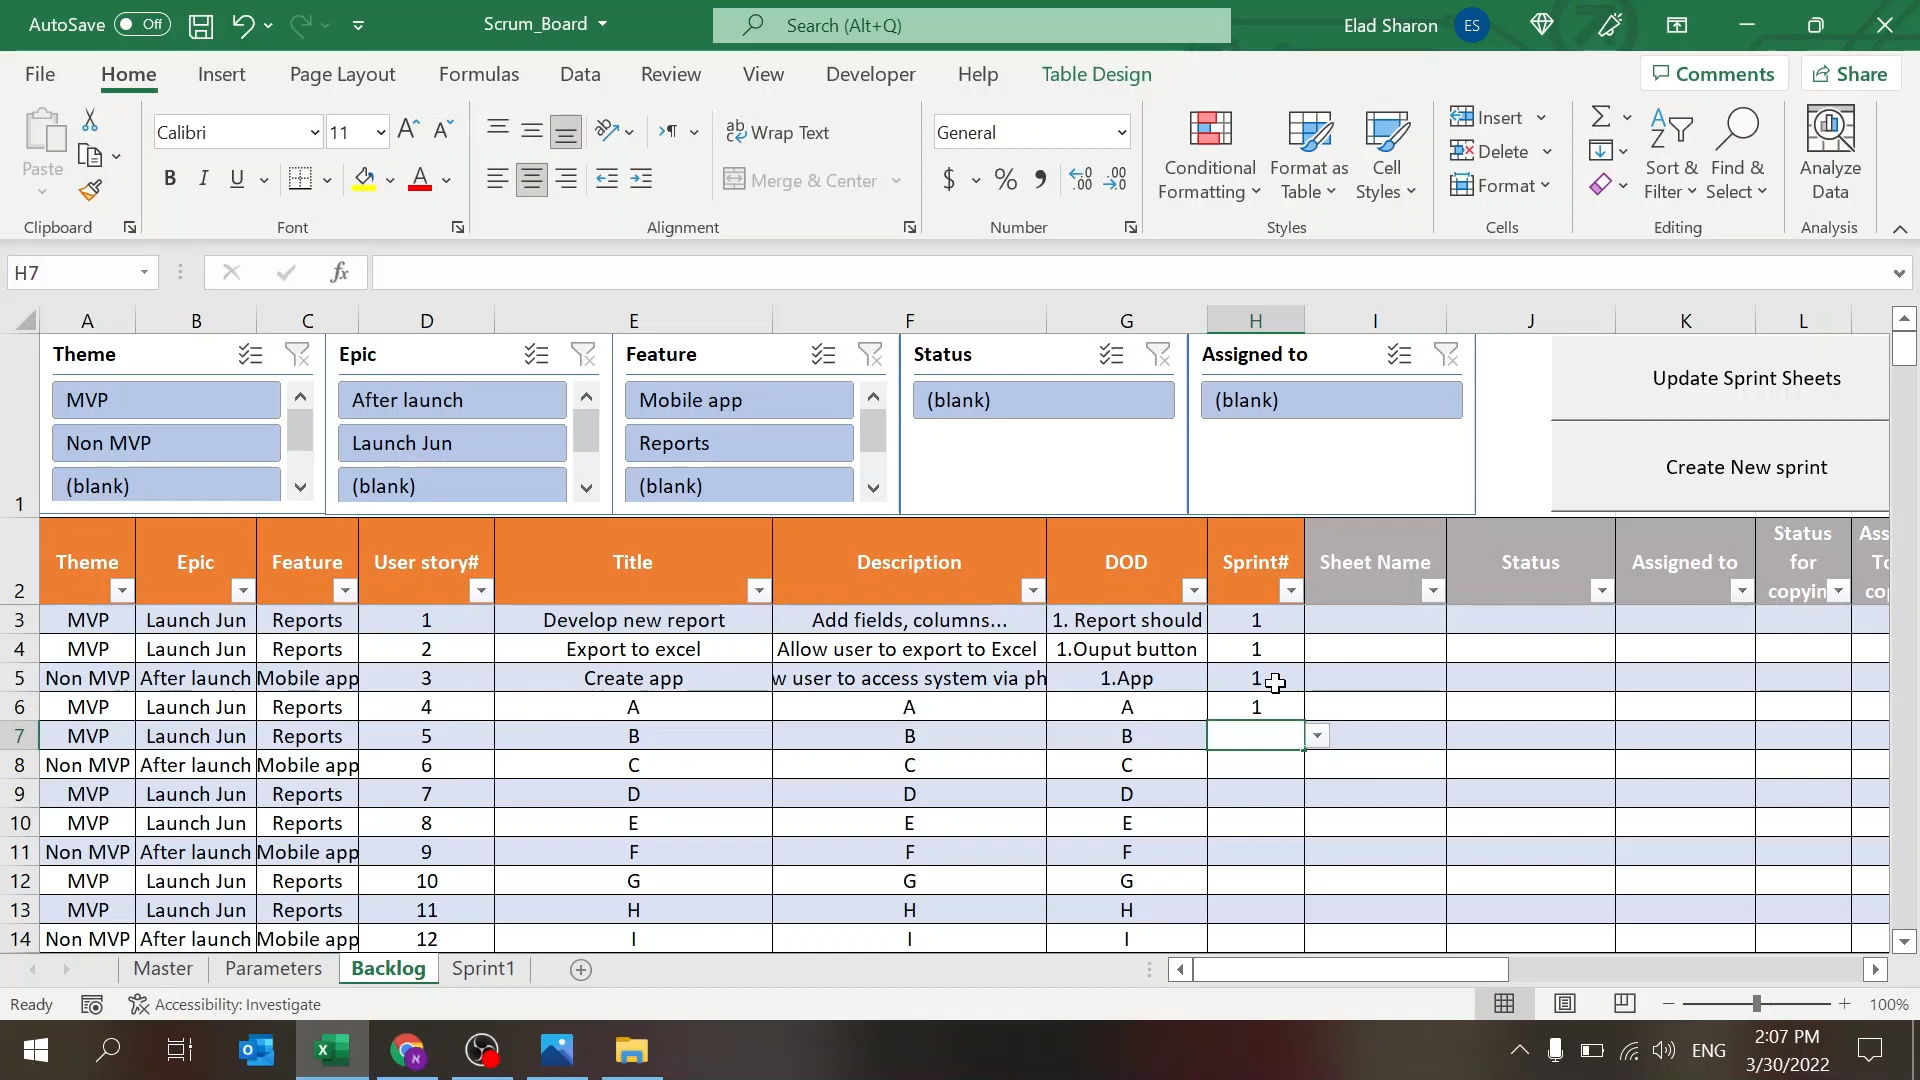 AutoSave Off Scrum_Board Search (Alt+Q) Elad Sharon ES
File Home Insert Page Layout Formulas Data Review View Developer Help Table Design Comments Share
Paste Calibri 11 Wrap Text General Conditional Formatting Format as Table Cell Styles Insert Sort & Filter Find & Select Analyze Data
B I U A Merge & Center $ % Delete
Format
Clipboard Font Alignment Number Styles Cells Editing Analysis
H7 fx
A B C D E F G H I J K L
Theme Epic Feature Status Assigned to
MVP After launch Mobile app (blank) (blank) Update Sprint Sheets
Non MVP Launch Jun Reports
(blank) (blank) (blank) Create New sprint
1
2 Theme Epic Feature User story# Title Description DOD Sprint# Sheet Name Status Assigned to Status for copyin Ass To cop
3 MVP Launch Jun Reports 1 Develop new report Add fields, columns... 1. Report should 1
4 MVP Launch Jun Reports 2 Export to excel Allow user to export to Excel 1.Ouput button 1
5 Non MVP After launch Mobile app 3 Create app w user to access system via ph 1.App 1
6 MVP Launch Jun Reports 4 A A A 1
7 MVP Launch Jun Reports 5 B B B
8 Non MVP After launch Mobile app 6 C C C
9 MVP Launch Jun Reports 7 D D D
10 MVP Launch Jun Reports 8 E E E
11 Non MVP After launch Mobile app 9 F F F
12 MVP Launch Jun Reports 10 G G G
13 MVP Launch Jun Reports 11 H H H
14 Non MVP After launch Mobile app 12 I I I
Master Parameters Backlog Sprint1
Ready Accessibility: Investigate 100%
ENG 2:07 PM
3/30/2022